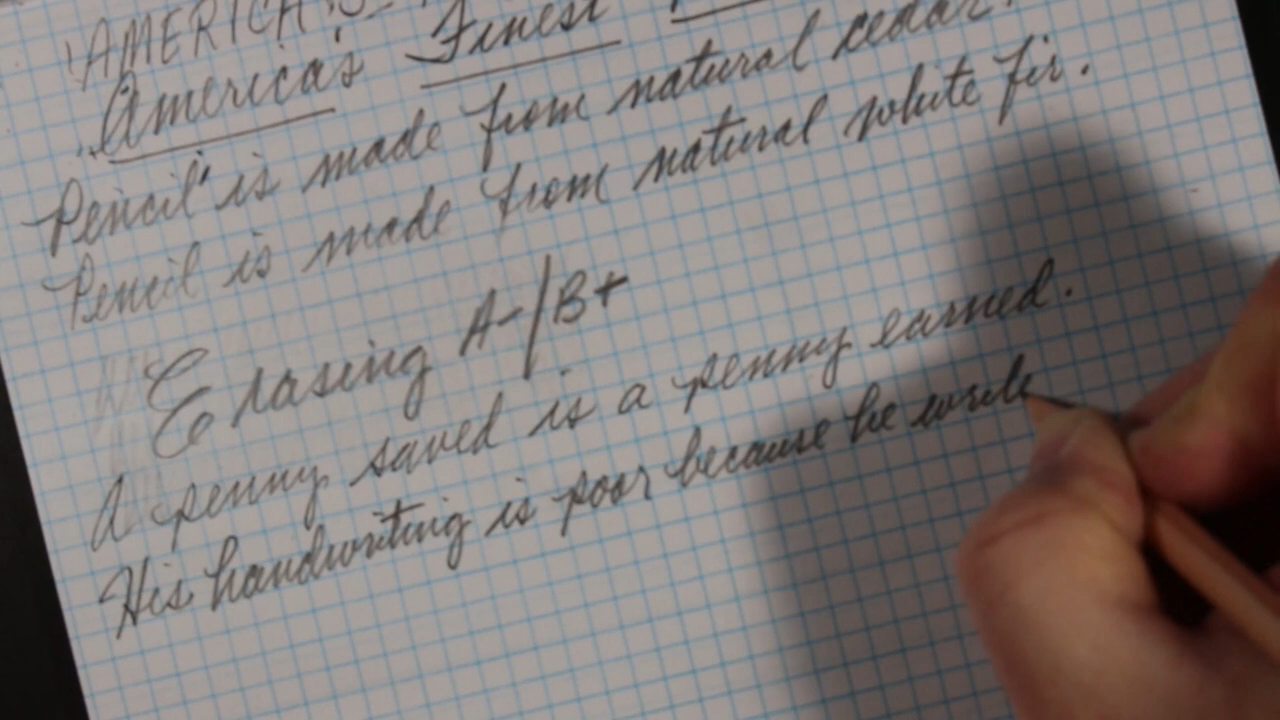 AMERICA'S
America's Finest
Pencil is made from natural cedar.
Pencil is made from natural white fir.
Erasing A-/B+
A penny saved is a penny earned.
His handwriting is poor because he